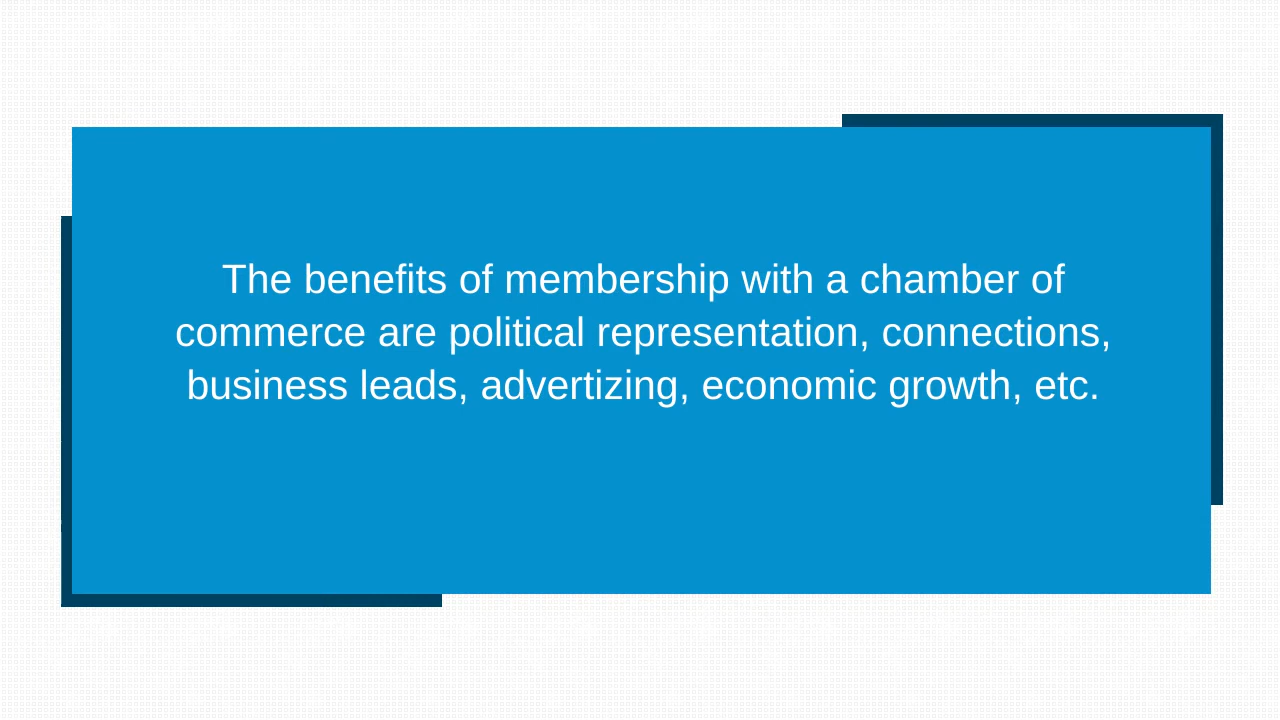 The benefits of membership with a chamber of
commerce are political representation, connections,
business leads, advertizing, economic growth, etc.